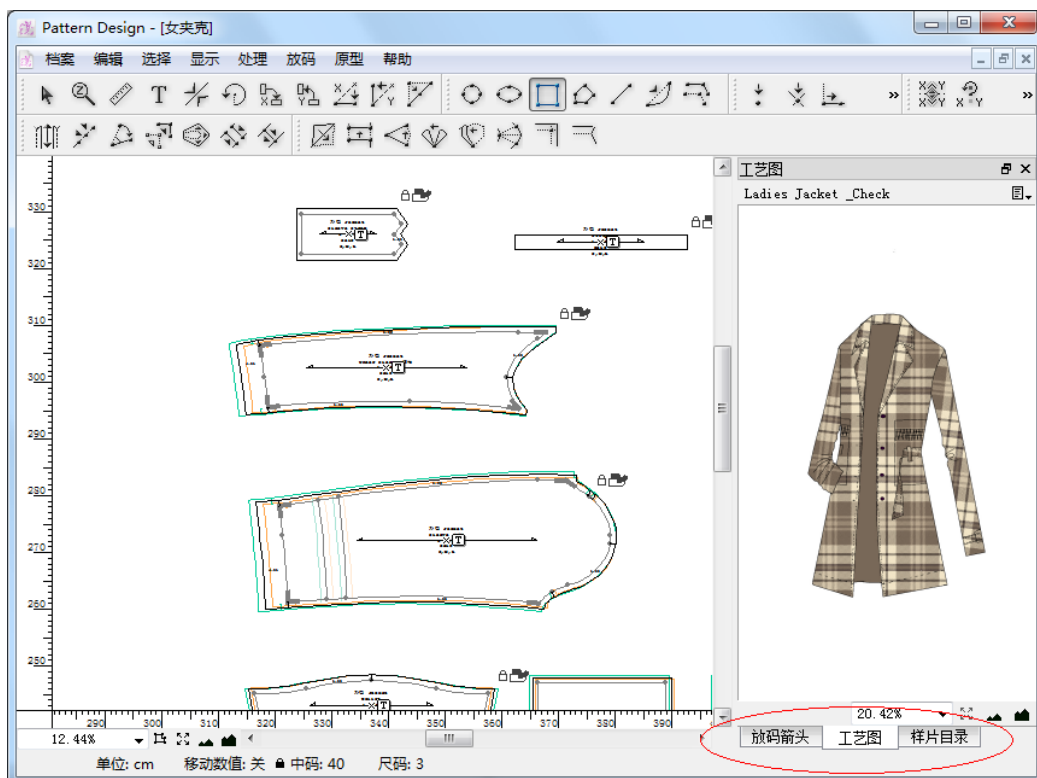 Pattern Design - [女夹克]
档案 编辑 选择 显示 处理 放码 原型 帮助
工艺图
Ladies Jacket _Check
330
320
310
300
290
280
270
260
250
290 300 310 320 330 340 350 360 370 380 390
20.42%
12.44%
放码箭头 工艺图 样片目录
单位: cm 移动数值: 关 中码: 40 尺码: 3